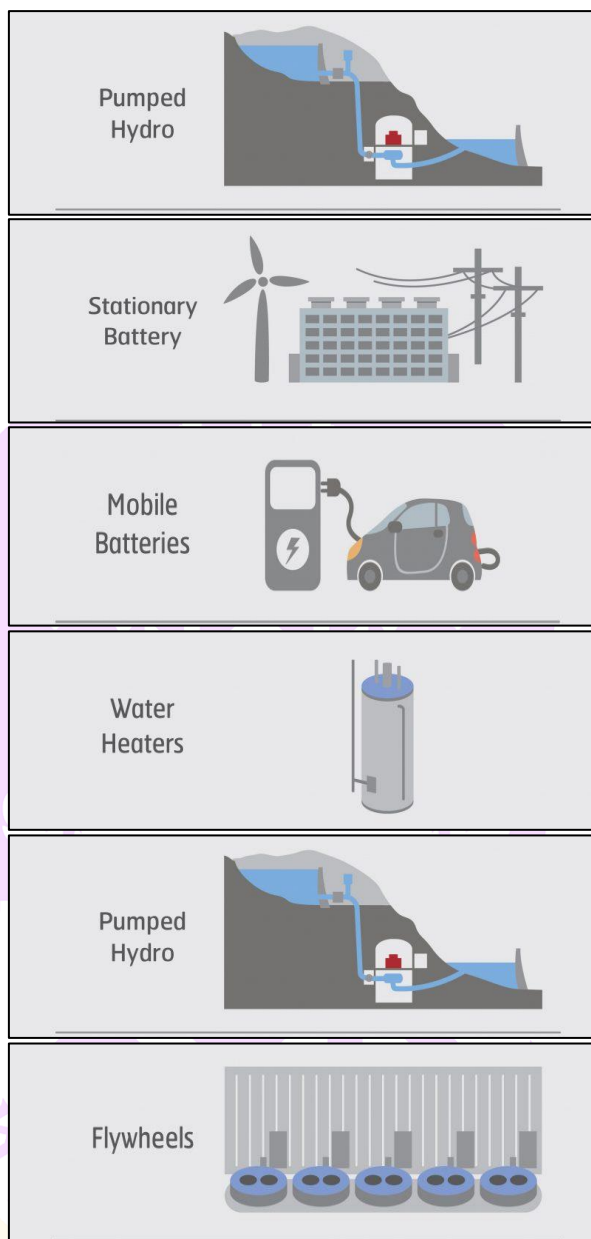 Pumped
Hydro
Stationary
Battery
Mobile
Batteries
Water
Heaters
Pumped
Hydro
Flywheels